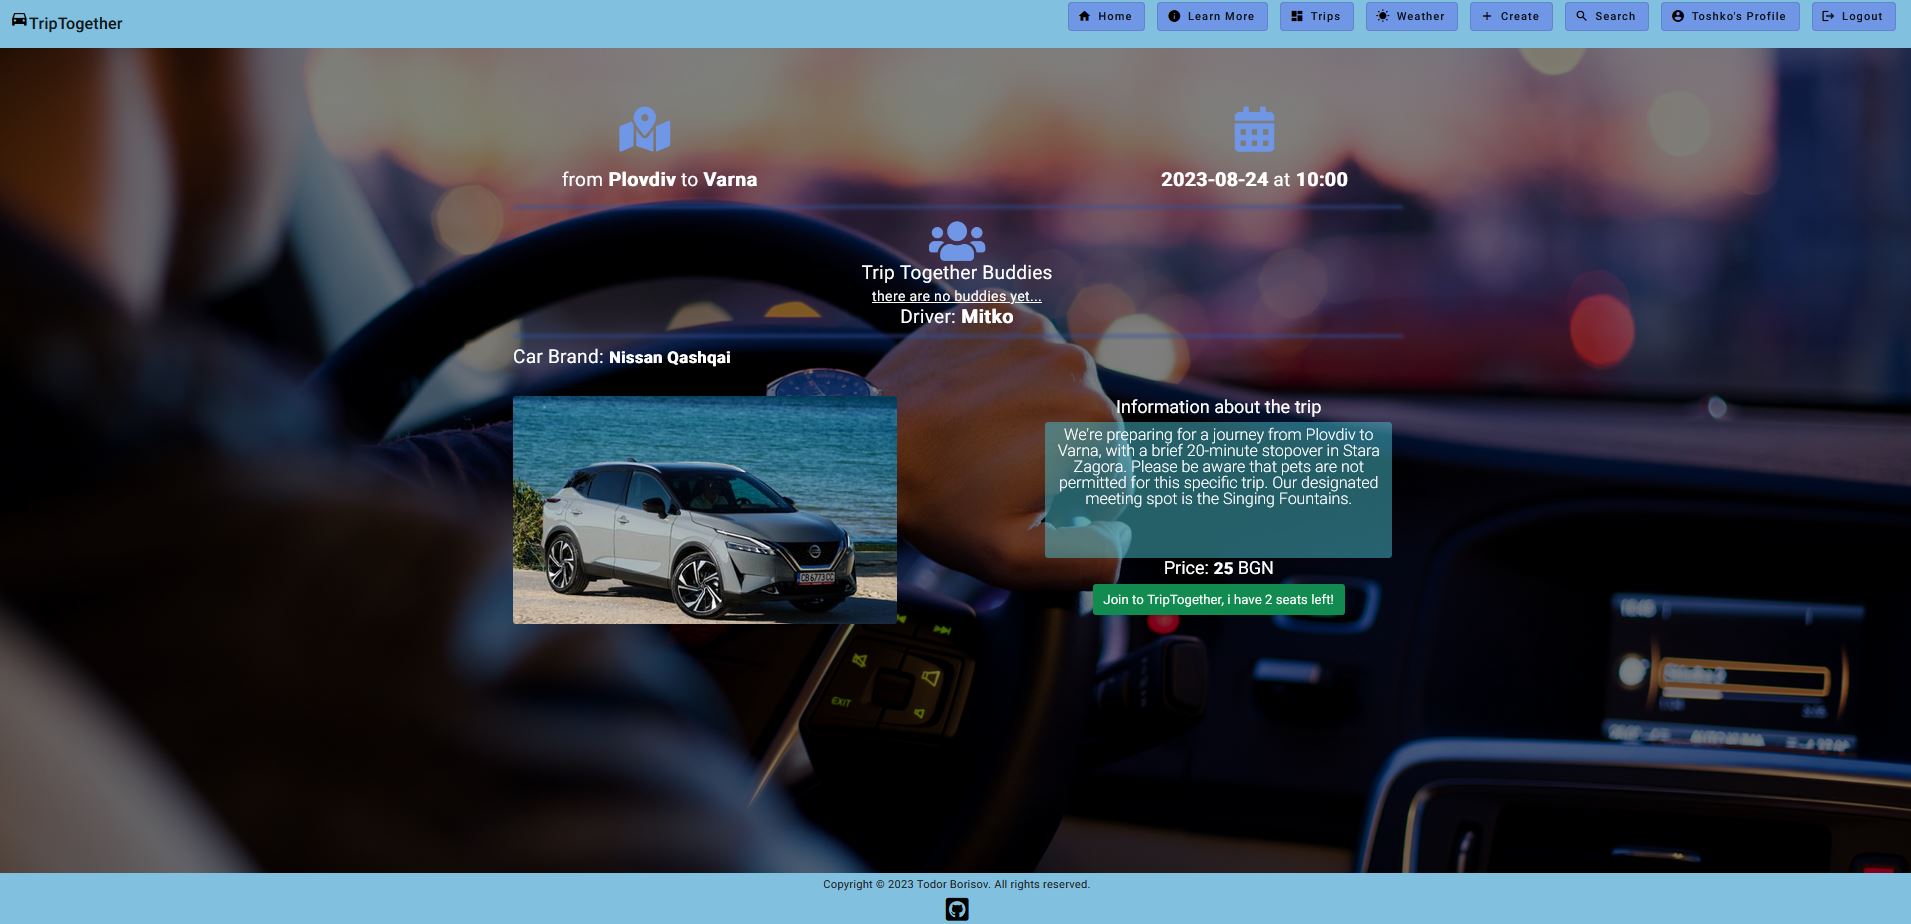 TripTogether
Home
Learn More
Trips
Weather
Create
Search
Toshko's Profile
Logout
from Plovdiv to Varna
2023-08-24 at 10:00
Trip Together Buddies
there are no buddies yet...
Driver: Mitko
Car Brand: Nissan Qashqai
CB6773CC
Information about the trip
We're preparing for a journey from Plovdiv to
Varna, with a brief 20-minute stopover in Stara
Zagora. Please be aware that pets are not
permitted for this specific trip. Our designated
meeting spot is the Singing Fountains.
Price: 25 BGN
Join to TripTogether, i have 2 seats left!
EXIT
Copyright © 2023 Todor Borisov. All rights reserved.